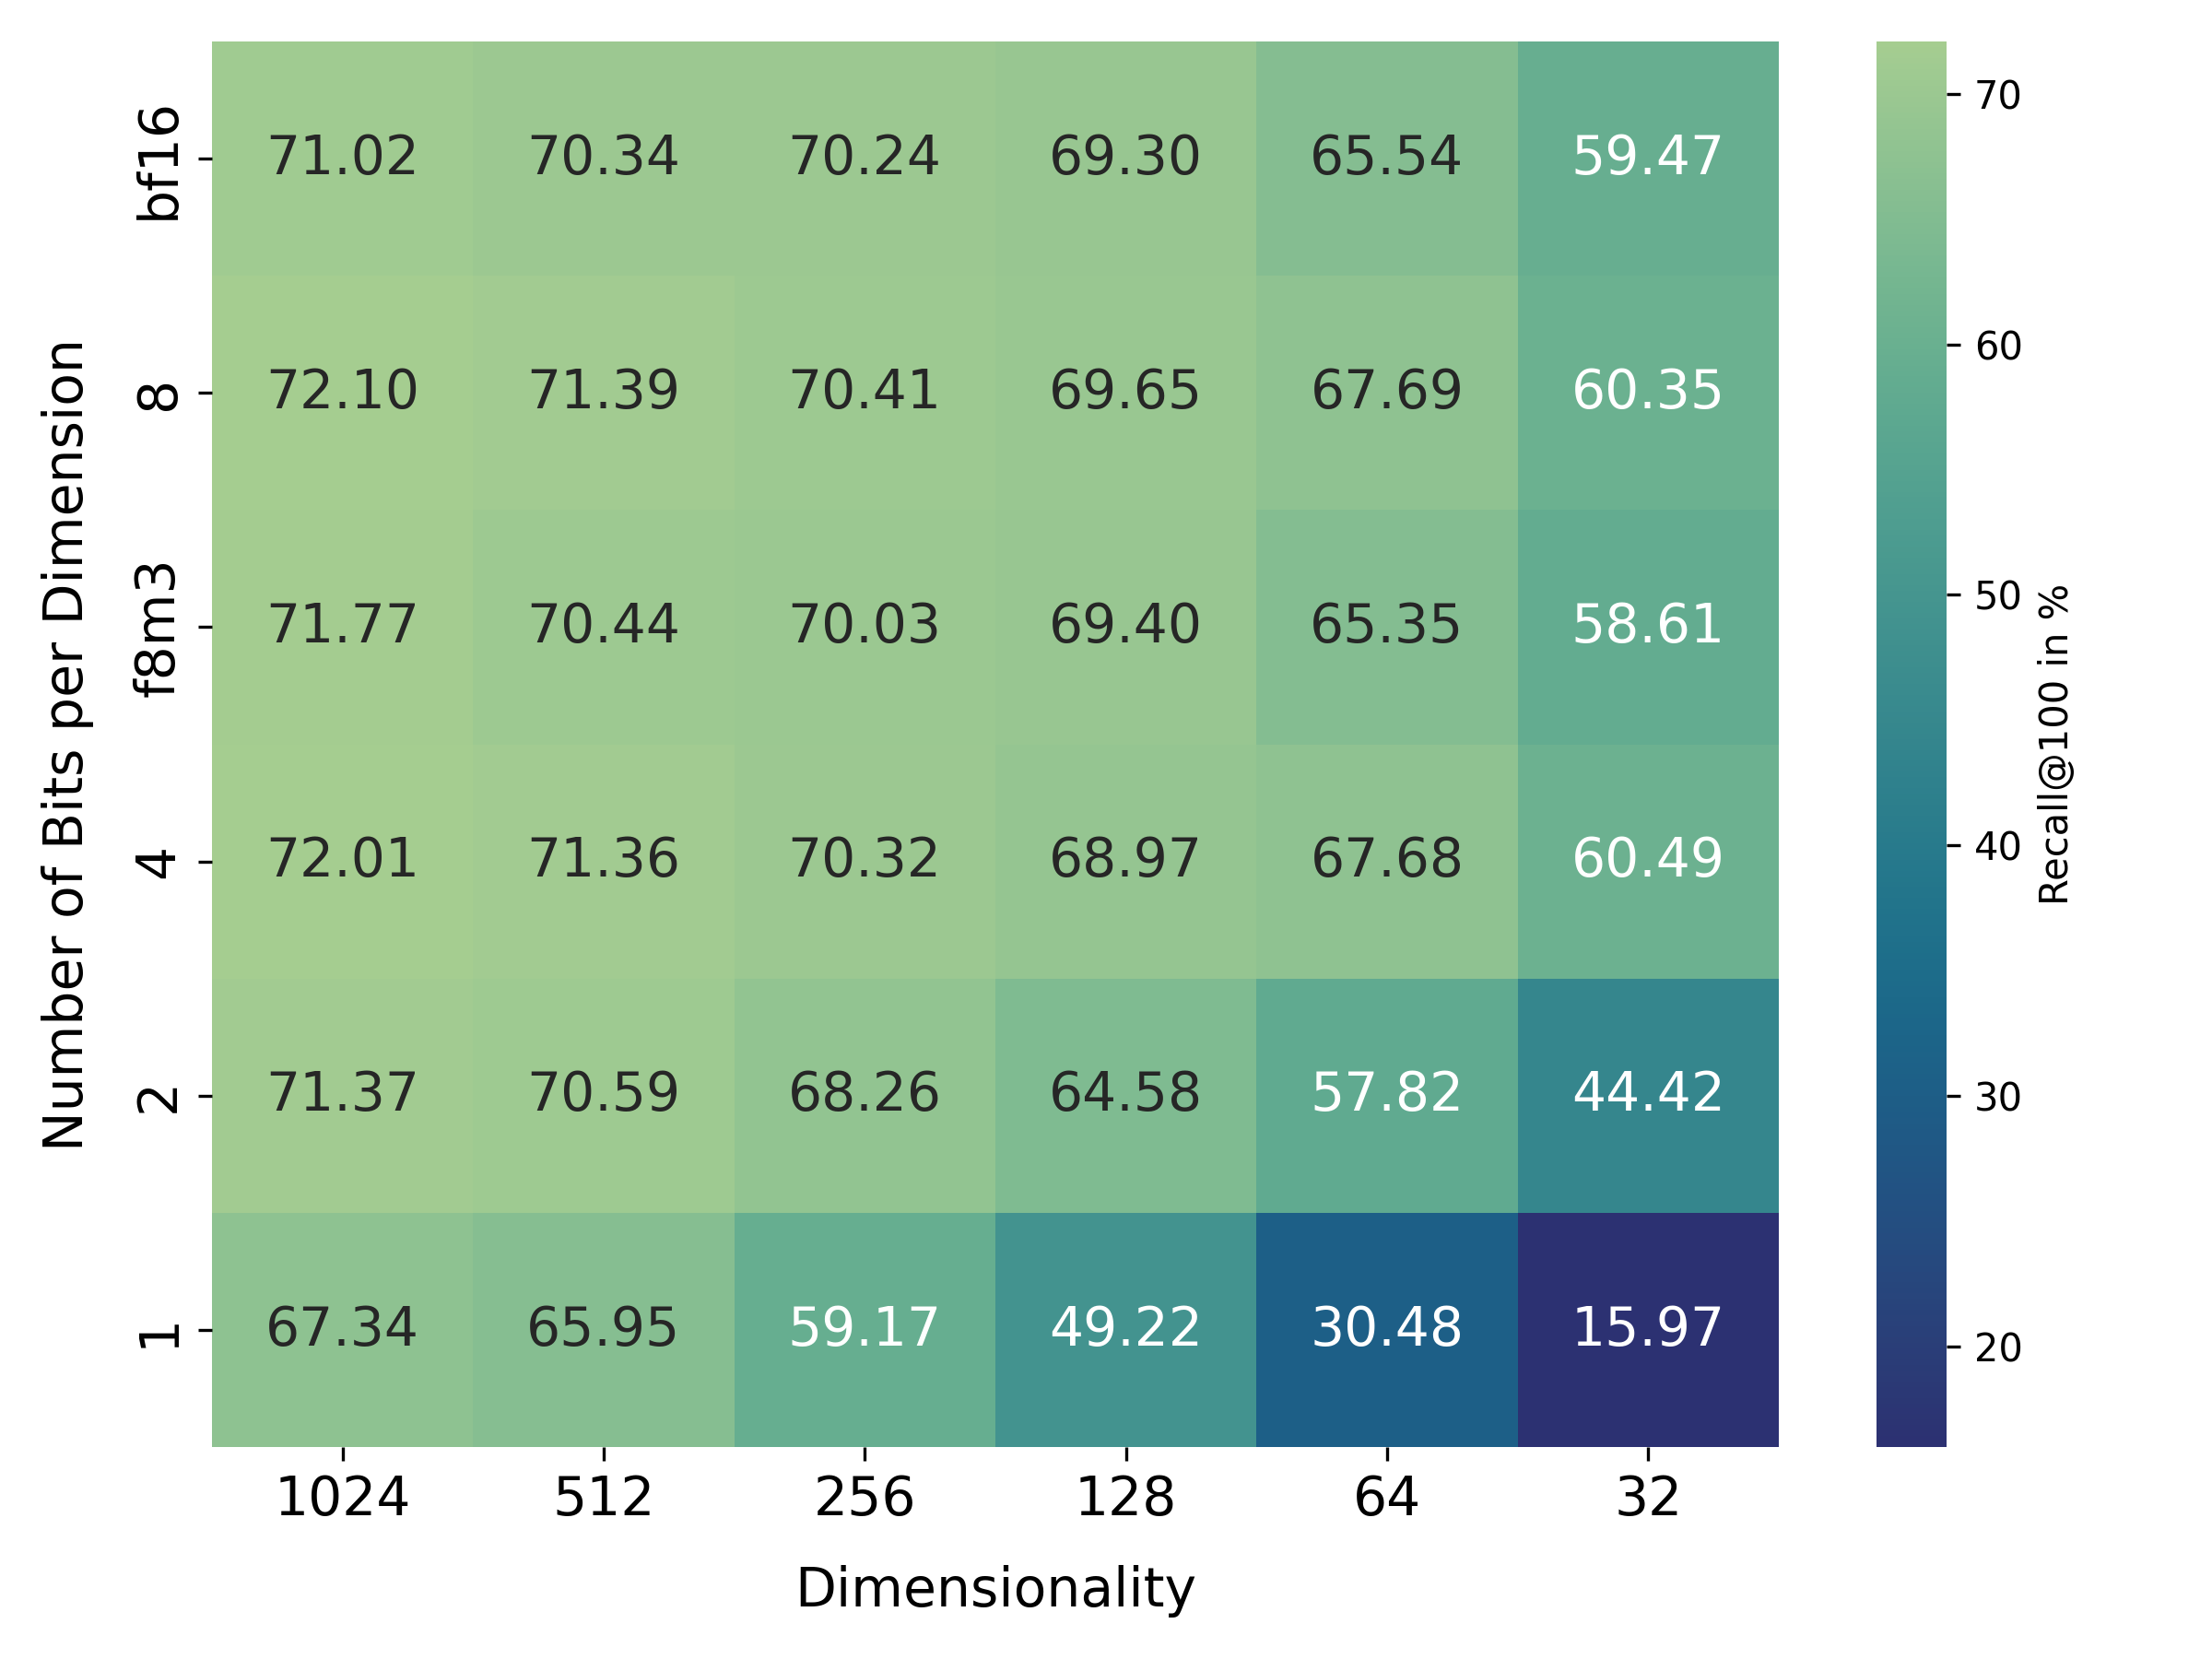 Number of Bits per Dimension
bf16 71.02 70.34 70.24 69.30 65.54 59.47
8 72.10 71.39 70.41 69.65 67.69 60.35
f8m3 71.77 70.44 70.03 69.40 65.35 58.61
4 72.01 71.36 70.32 68.97 67.68 60.49
2 71.37 70.59 68.26 64.58 57.82 44.42
1 67.34 65.95 59.17 49.22 30.48 15.97
1024 512 256 128 64 32
Dimensionality
70
60
50
40
30
20
Recall@100 in %